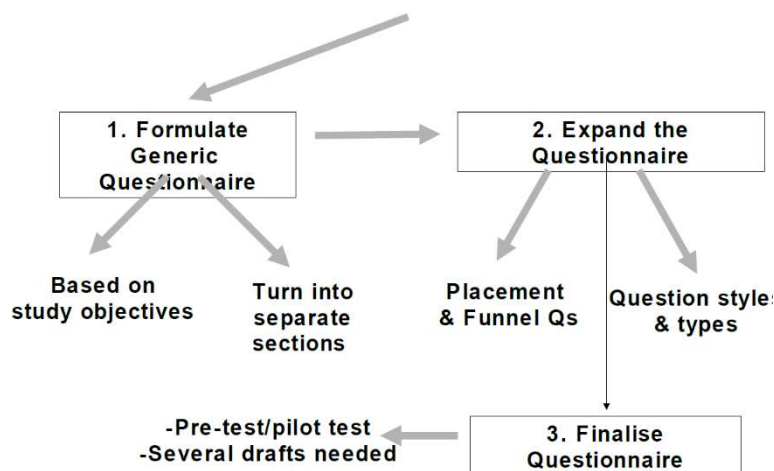 1. Formulate
Generic
Questionnaire
2. Expand the
Questionnaire
Based on
study objectives
Turn into
separate
sections
Placement
& Funnel Qs
Question styles
& types
-Pre-test/pilot test
-Several drafts needed
3. Finalise
Questionnaire